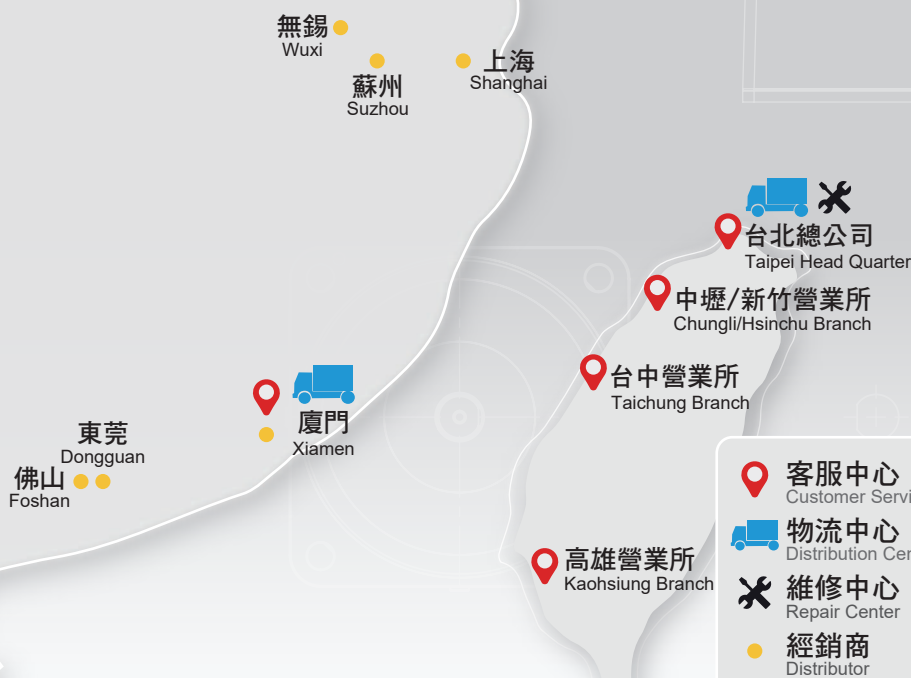 無錫
Wuxi
蘇州
Suzhou
上海
Shanghai
台北總公司
Taipei Head Quarter
中壢/新竹營業所
Chungli/Hsinchu Branch
台中營業所
Taichung Branch
廈門
Xiamen
東莞
Dongguan
佛山
Foshan
高雄營業所
Kaohsiung Branch
客服中心
Customer Servi
物流中心
Distribution Cen
維修中心
Repair Center
經銷商
Distributor